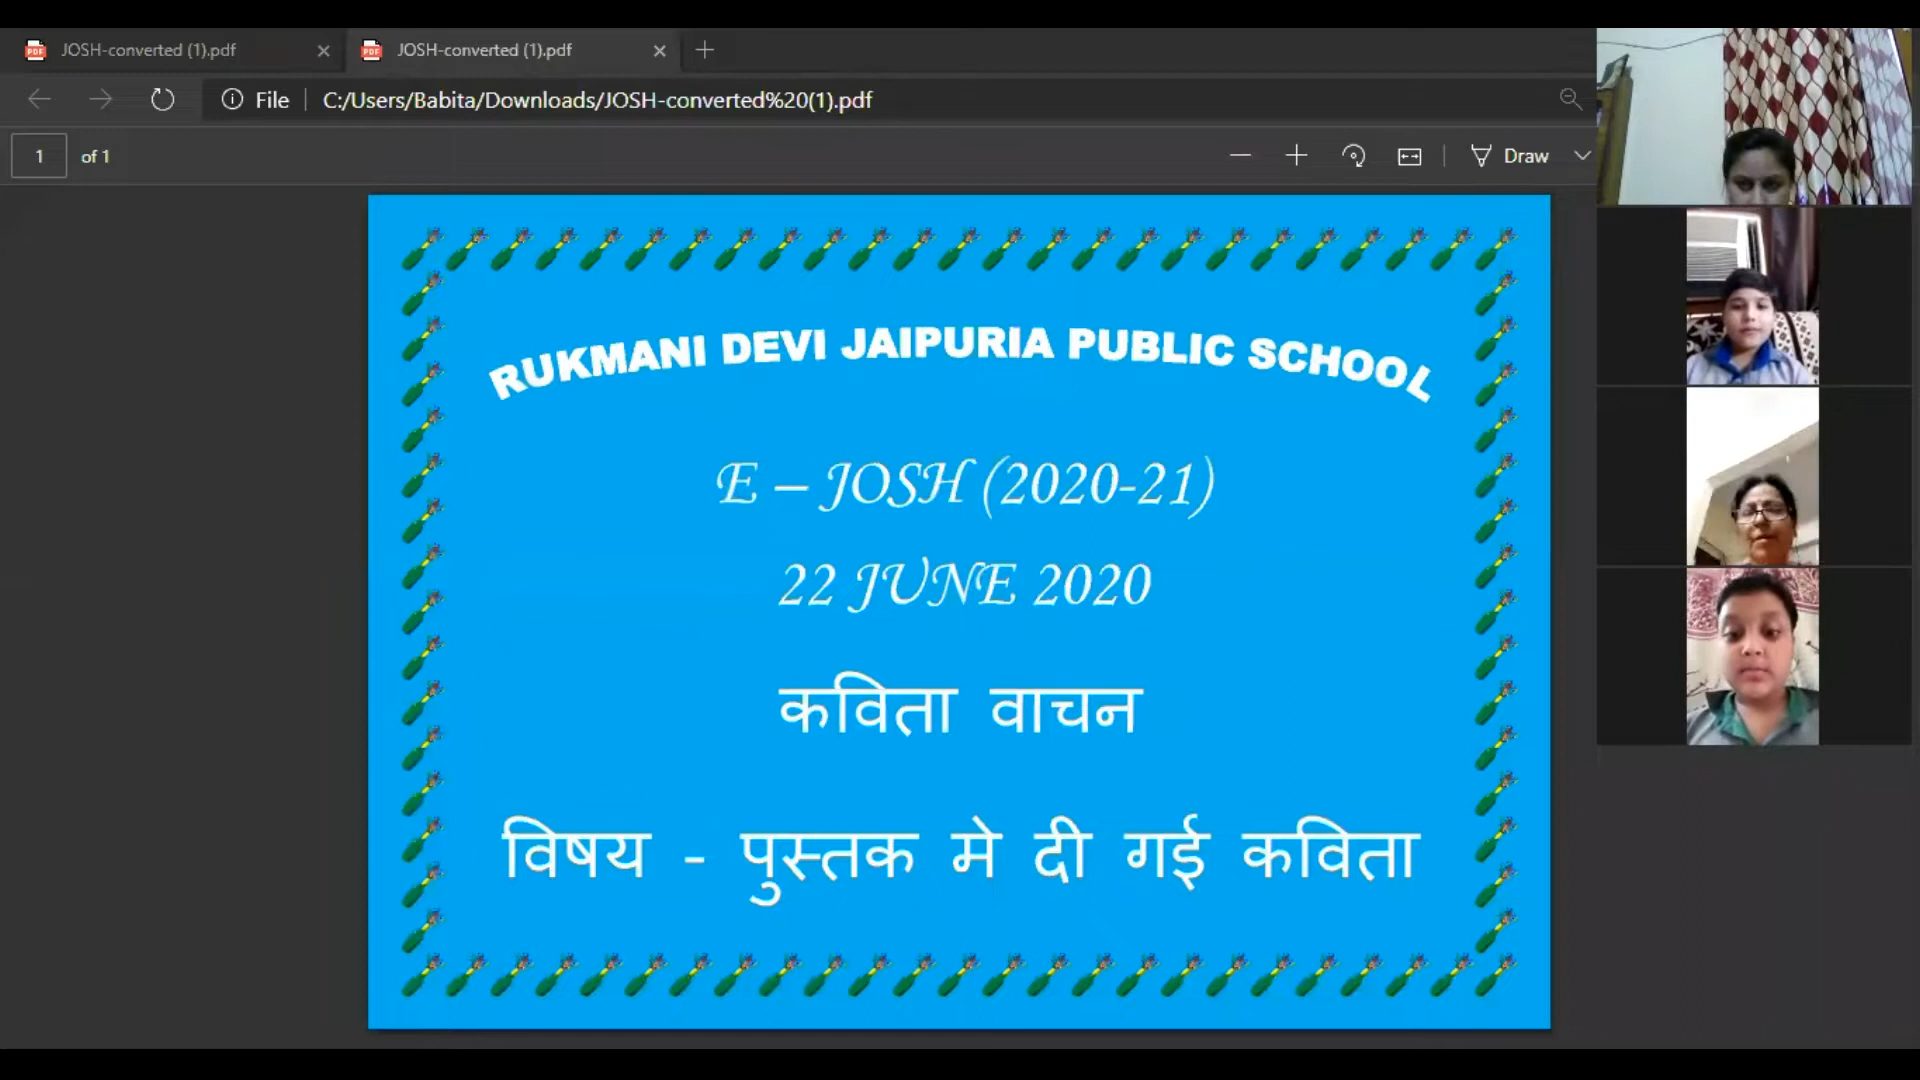 JOSH-converted (1).pdf
JOSH-converted (1).pdf
File
C:/Users/Babita/Downloads/JOSH-converted%20(1).pdf
1 of 1
Draw
RUKMANI DEVI JAIPURIA PUBLIC SCHOOL
E – JOSH (2020-21)
22 JUNE 2020
कविता वाचन
विषय - पुस्तक मे दी गई कविता